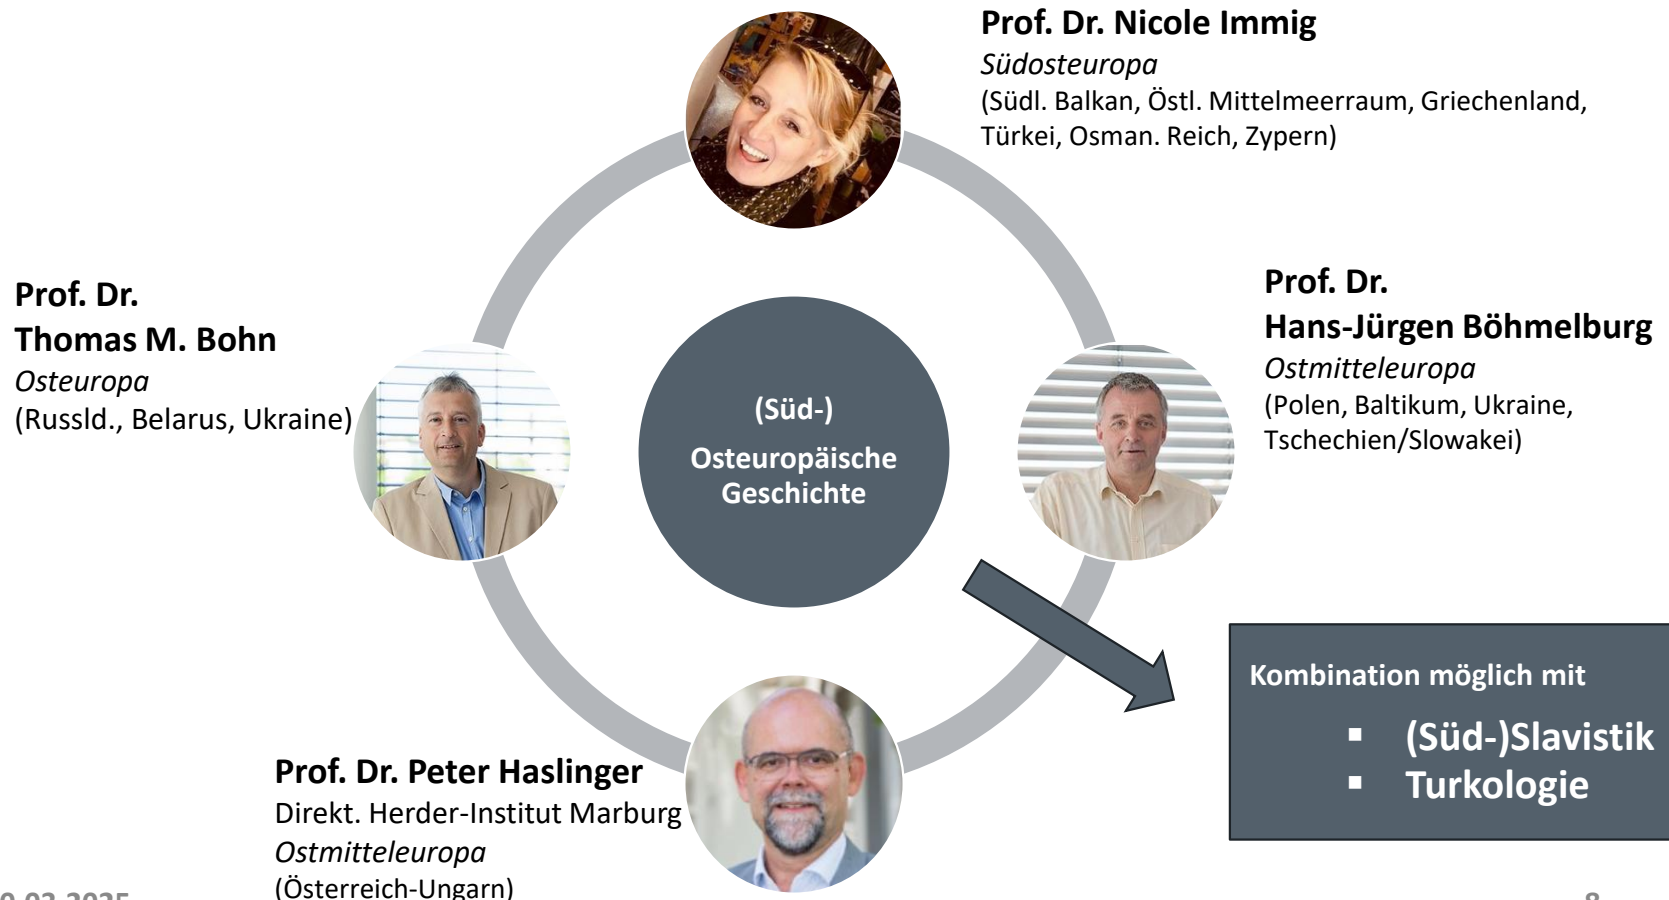 Prof. Dr. Nicole Immig
Südosteuropa
(Südl. Balkan, Östl. Mittelmeerraum, Griechenland,
Türkei, Osman. Reich, Zypern)
Prof. Dr.
Thomas M. Bohn
Osteuropa
(Russld., Belarus, Ukraine)
(Süd-)
Osteuropäische
Geschichte
Prof. Dr.
Hans-Jürgen Böhmelburg
Ostmitteleuropa
(Polen, Baltikum, Ukraine,
Tschechien/Slowakei)
Kombination möglich mit
▪ (Süd-)Slavistik
▪ Turkologie
Prof. Dr. Peter Haslinger
Direkt. Herder-Institut Marburg
Ostmitteleuropa
(Österreich-Ungarn)